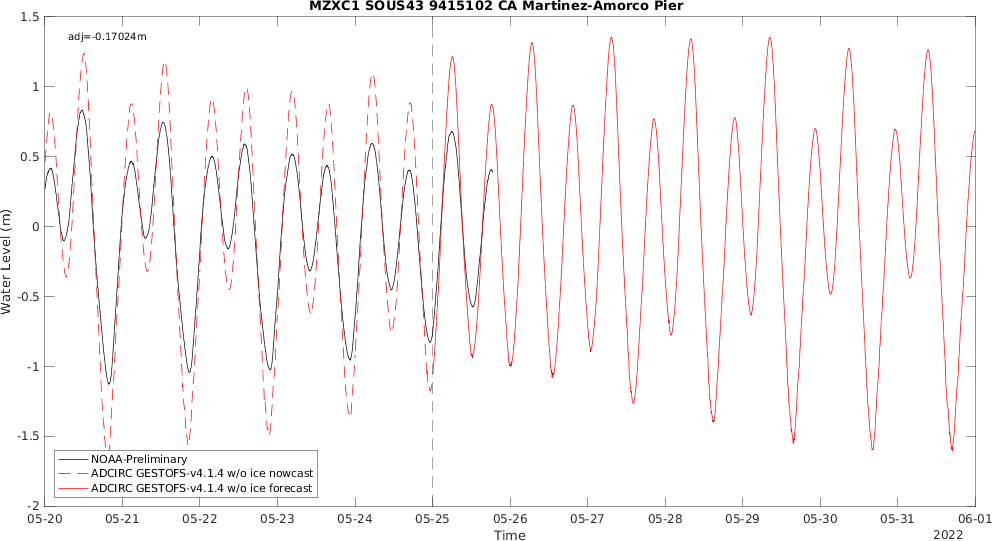 MZXC1 SOUS43 9415102 CA Martinez-Amorco Pier
adj=-0.17024m
1.5
1
0.5
0
-0.5
-1
-1.5
-2
Water Level (m)
NOAA-Preliminary
ADCIRC GESTOFS-v4.1.4 w/o ice nowcast
ADCIRC GESTOFS-v4.1.4 w/o ice forecast
05-20 05-21 05-22 05-23 05-24 05-25 05-26 05-27 05-28 05-29 05-30 05-31 06-01
Time
2022